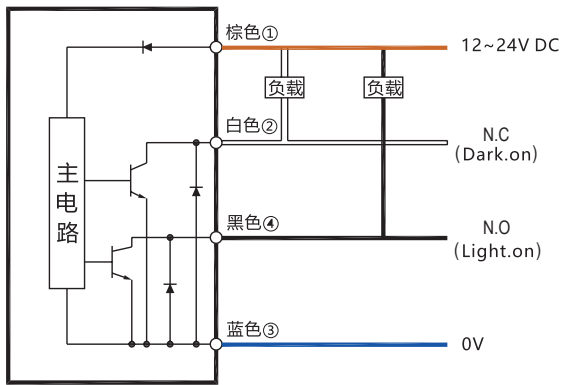 棕色① 12~24V DC
负载 负载
白色② N.C
(Dark.on)
主电路
黑色④ N.O
(Light.on)
蓝色③ 0V